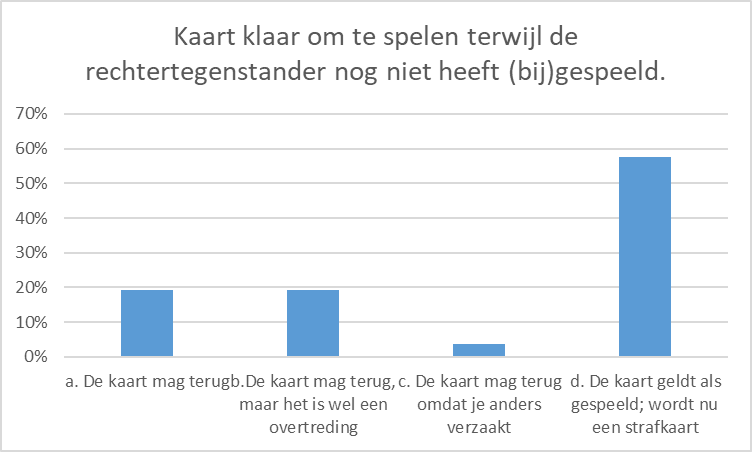 Kaart klaar om te spelen terwijl de
rechtertegenstander nog niet heeft (bij)gespeeld.
70%
60%
50%
40%
30%
20%
10%
0%
a. De kaart mag terug
b.De kaart mag terug,
maar het is wel een
overtreding
c. De kaart mag terug
omdat je anders
verzaakt
d. De kaart geldt als
gespeeld; wordt nu
een strafkaart